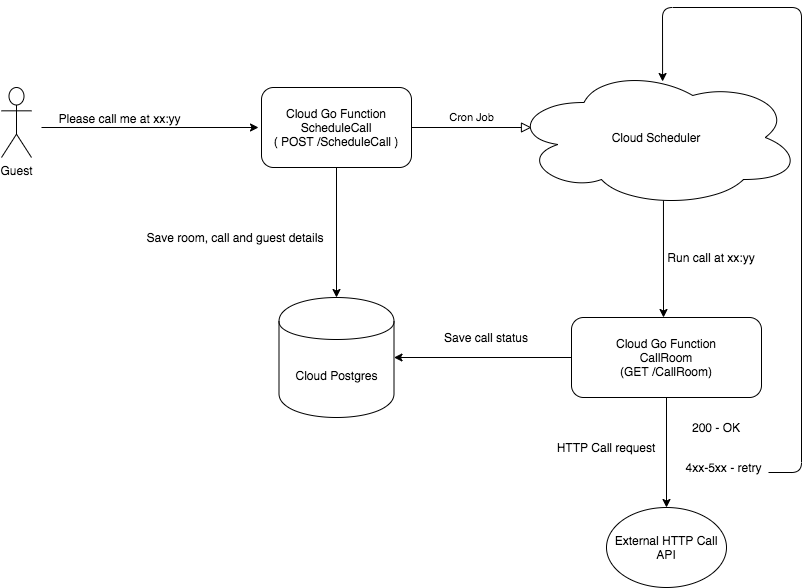 Please call me at xx:yy
Guest
Cloud Go Function
ScheduleCall
( POST /ScheduleCall )
Cron Job
Cloud Scheduler
Save room, call and guest details
Run call at xx:yy
Cloud Postgres
Save call status
Cloud Go Function
CallRoom
(GET /CallRoom)
200 - OK
HTTP Call request
4xx-5xx - retry
External HTTP Call
API